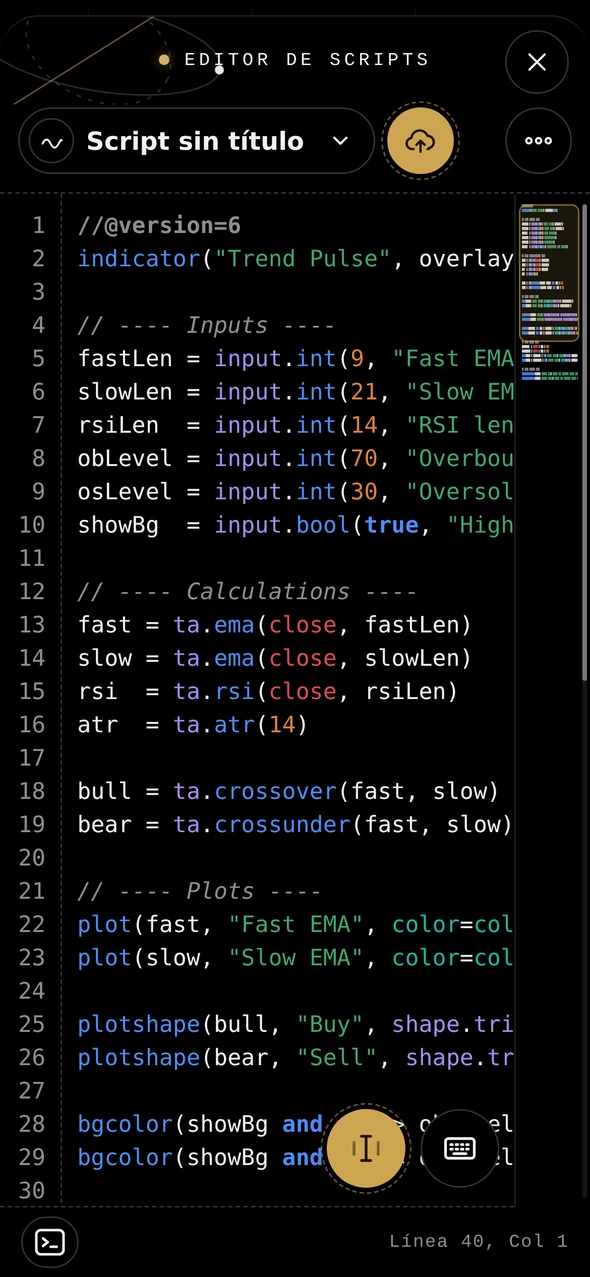 EDITOR DE SCRIPTS
Script sin título
1 //@version=6
2 indicator("Trend Pulse", overlay
3
4 // ---- Inputs ----
5 fastLen = input.int(9, "Fast EMA
6 slowLen = input.int(21, "Slow EM
7 rsiLen  = input.int(14, "RSI len
8 obLevel = input.int(70, "Overbou
9 osLevel = input.int(30, "Oversol
10 showBg  = input.bool(true, "High
11
12 // ---- Calculations ----
13 fast = ta.ema(close, fastLen)
14 slow = ta.ema(close, slowLen)
15 rsi  = ta.rsi(close, rsiLen)
16 atr  = ta.atr(14)
17
18 bull = ta.crossover(fast, slow)
19 bear = ta.crossunder(fast, slow)
20
21 // ---- Plots ----
22 plot(fast, "Fast EMA", color=col
23 plot(slow, "Slow EMA", color=col
24
25 plotshape(bull, "Buy", shape.tri
26 plotshape(bear, "Sell", shape.tr
27
28 bgcolor(showBg and
29 bgcolor(showBg and
30
Línea 40, Col 1